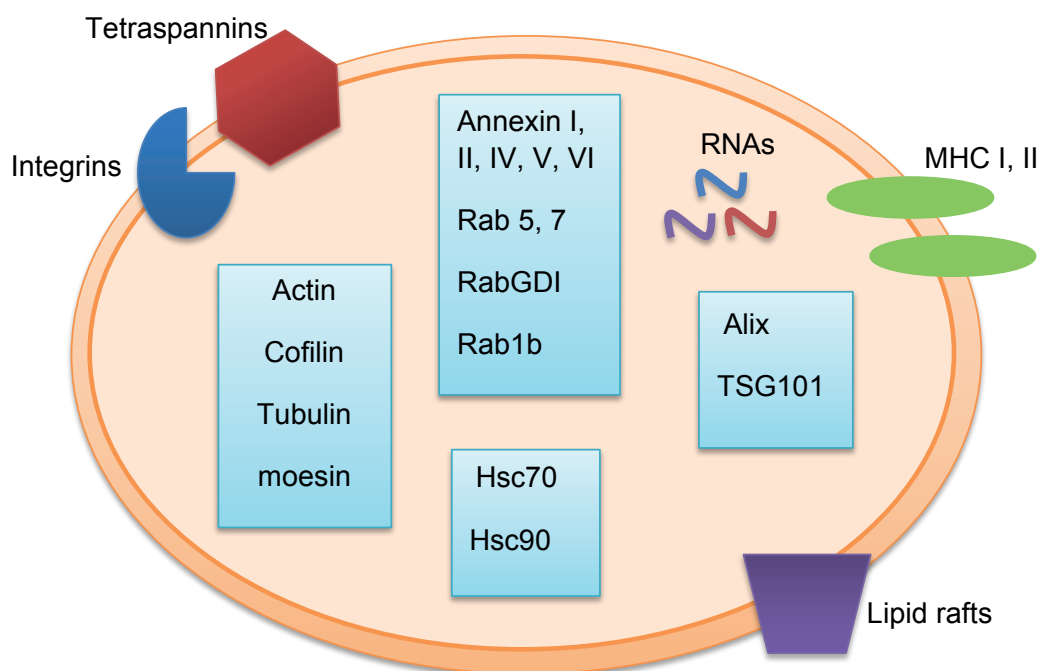 Tetraspannins
Integrins
Annexin I,
II, IV, V, VI
Rab 5, 7
RabGDI
Rab1b
RNAs
MHC I, II
Actin
Cofilin
Tubulin
moesin
Alix
TSG101
Hsc70
Hsc90
Lipid rafts